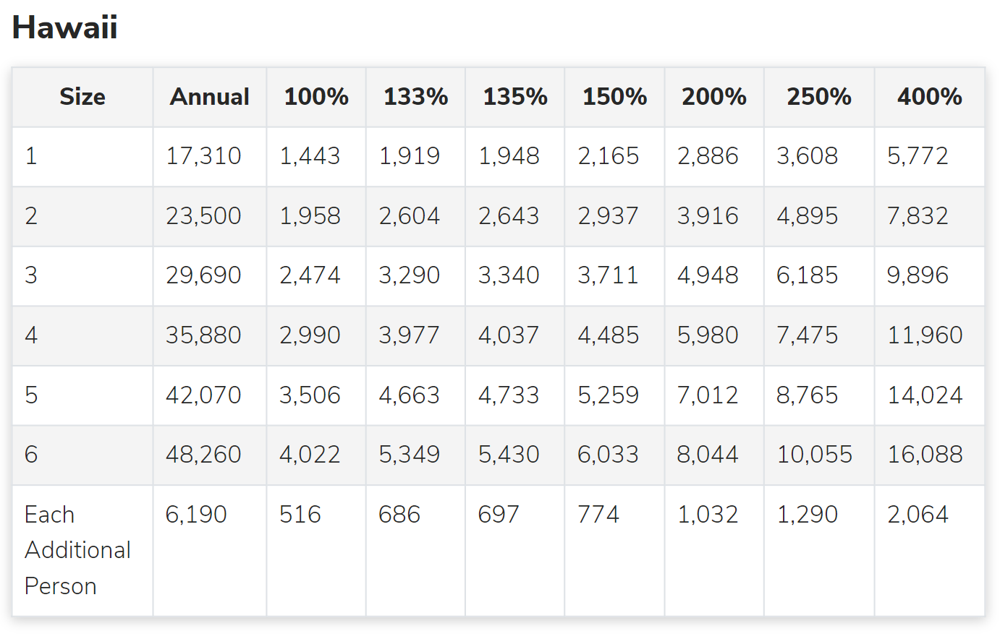 Hawaii
Size Annual 100% 133% 135% 150% 200% 250% 400%
1 17,310 1,443 1,919 1,948 2,165 2,886 3,608 5,772
2 23,500 1,958 2,604 2,643 2,937 3,916 4,895 7,832
3 29,690 2,474 3,290 3,340 3,711 4,948 6,185 9,896
4 35,880 2,990 3,977 4,037 4,485 5,980 7,475 11,960
5 42,070 3,506 4,663 4,733 5,259 7,012 8,765 14,024
6 48,260 4,022 5,349 5,430 6,033 8,044 10,055 16,088
Each 6,190 516 686 697 774 1,032 1,290 2,064
Additional
Person